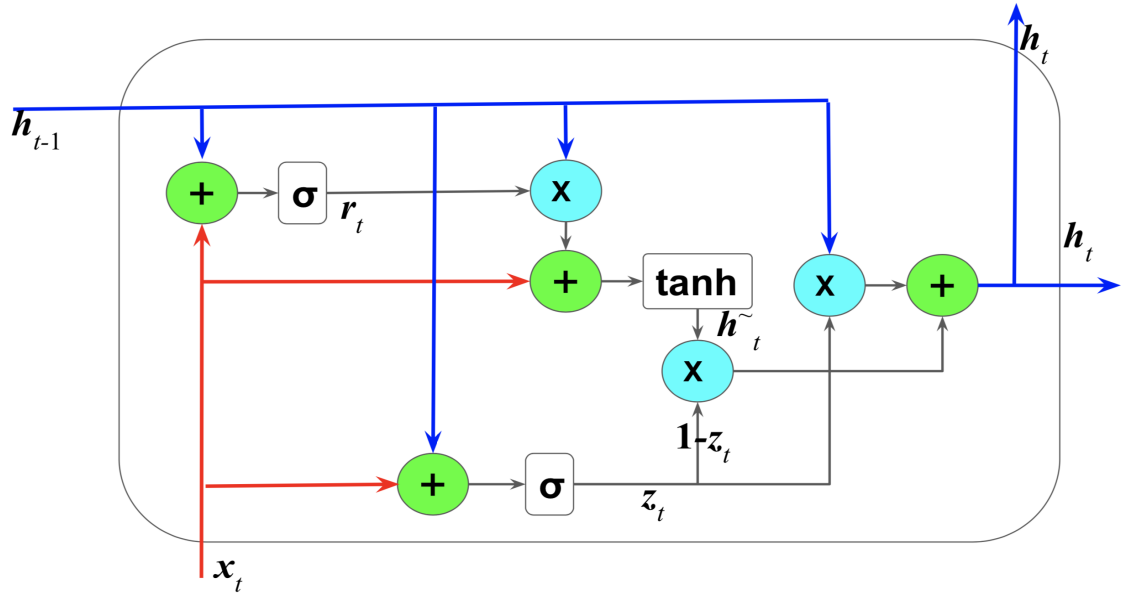 h t
h t-1
+
σ
r t
x
+
tanh
h~ t
x
x
+
h t
1-z t
+
σ
z t
x t